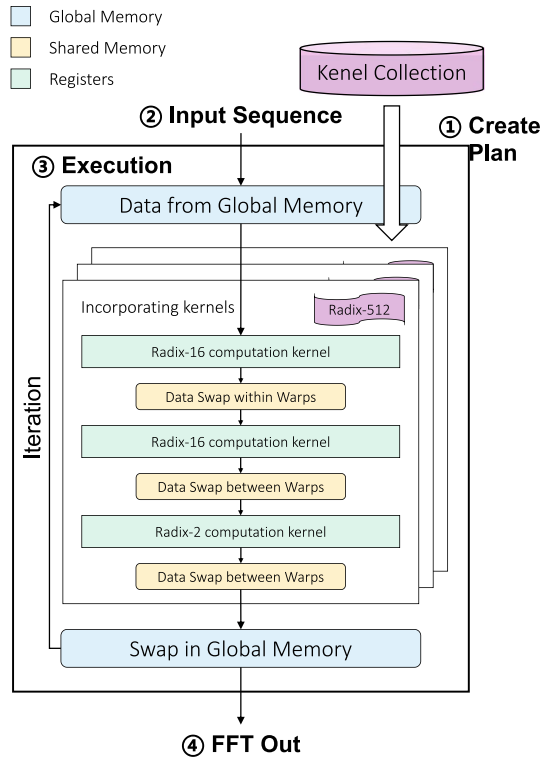 Global Memory
Shared Memory
Registers
Kenel Collection
② Input Sequence
① Create
Plan
③ Execution
Data from Global Memory
Incorporating kernels
Radix-512
Radix-16 computation kernel
Data Swap within Warps
Radix-16 computation kernel
Data Swap between Warps
Radix-2 computation kernel
Data Swap between Warps
Iteration
Swap in Global Memory
④ FFT Out